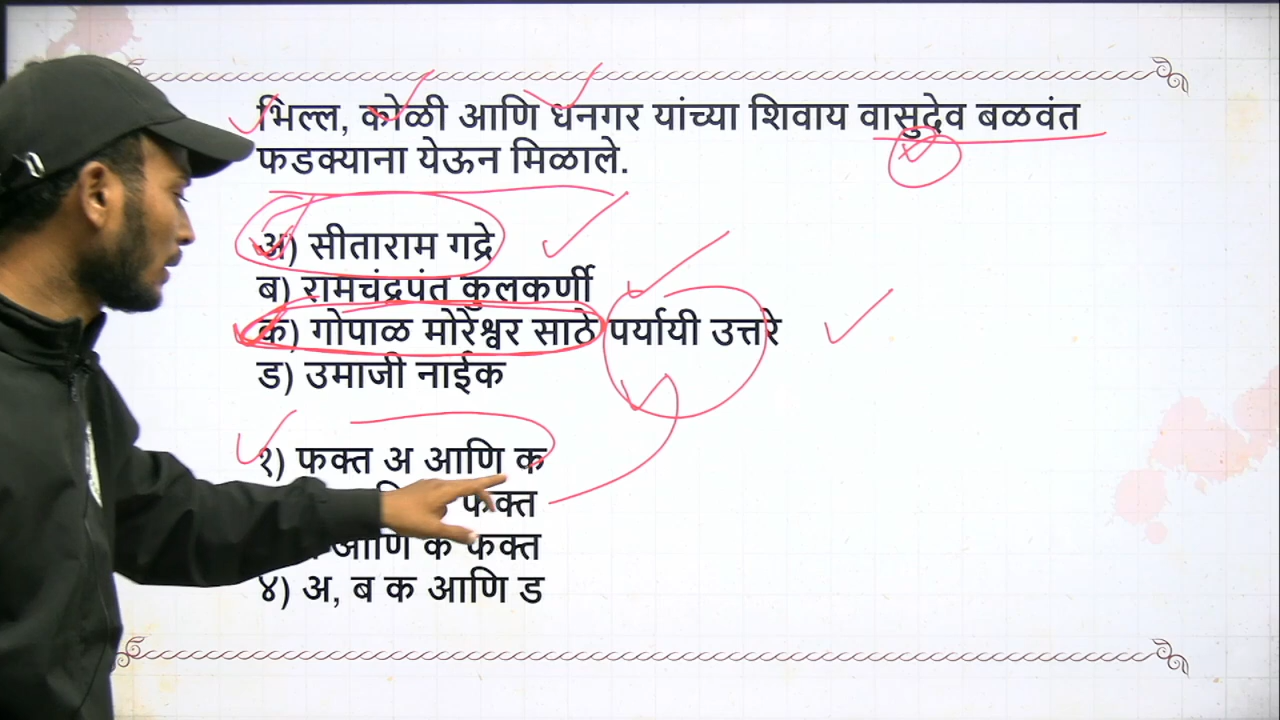 भिल्ल, कोळी आणि धनगर यांच्या शिवाय वासुदेव बळवंत
फडक्याना येऊन मिळाले.
अ) सीताराम गद्रे
ब) रामचंद्रपंत कुलकर्णी
क) गोपाळ मोरेश्वर साठे पर्यायी उत्तरे
ड) उमाजी नाईक
१) फक्त अ आणि क
फक्त
आणि क फक्त
४) अ, ब क आणि ड